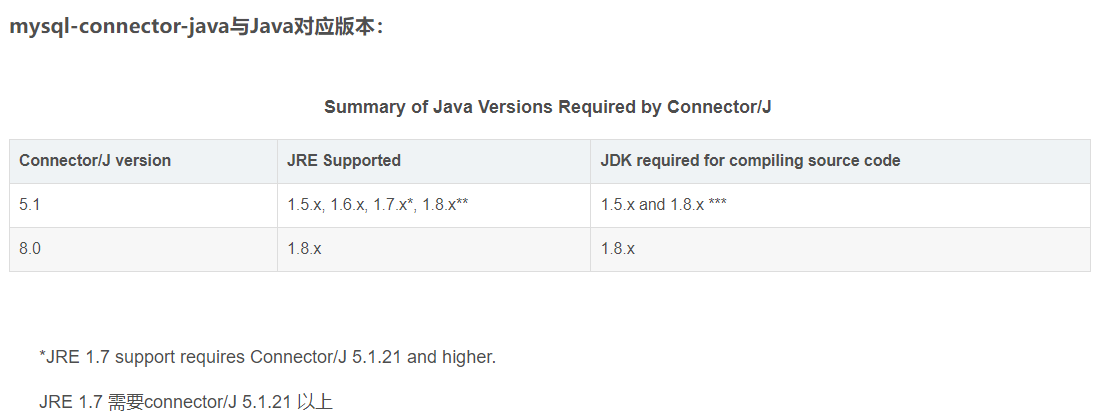 mysql-connector-java与Java对应版本：
Summary of Java Versions Required by Connector/J
Connector/J version JRE Supported JDK required for compiling source code
5.1 1.5.x, 1.6.x, 1.7.x*, 1.8.x** 1.5.x and 1.8.x ***
8.0 1.8.x 1.8.x
*JRE 1.7 support requires Connector/J 5.1.21 and higher.
JRE 1.7 需要connector/J 5.1.21 以上